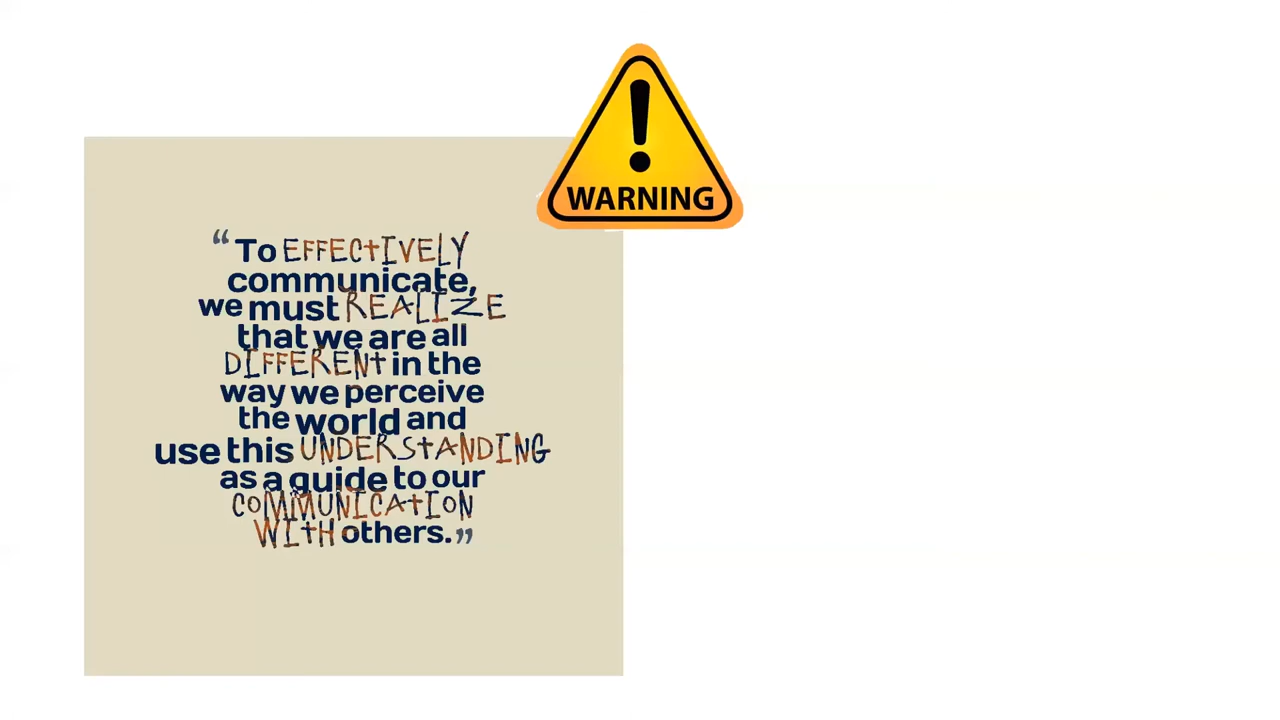 WARNING
“To EFFECtIVELY
communicate,
we must REALIZE
that we are all
DIFFERENt in the
way we perceive
the world and
use this UNDERStANDING
as a guide to our
COMMUNICAtION
WItH others.”